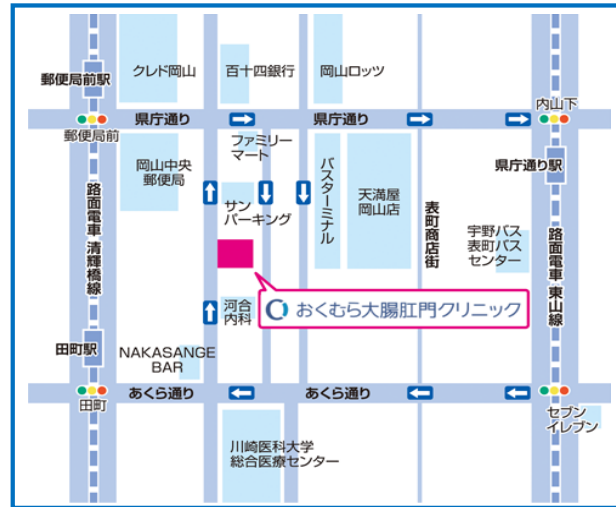 クレド岡山
百十四銀行
岡山ロッツ
郵便局前駅
県庁通り
県庁通り
内山下
郵便局前
ファミリー
マート
岡山中央
郵便局
バスターミナル
天満屋
岡山店
県庁通り駅
サン
パーキング
表町商店街
宇野バス
表町バス
センター
路面電車 清輝橋線
路面電車 東山線
河合
内科
おくむら大腸肛門クリニック
田町駅
NAKASANGE
BAR
あくら通り
あくら通り
田町
セブン
イレブン
川崎医科大学
総合医療センター